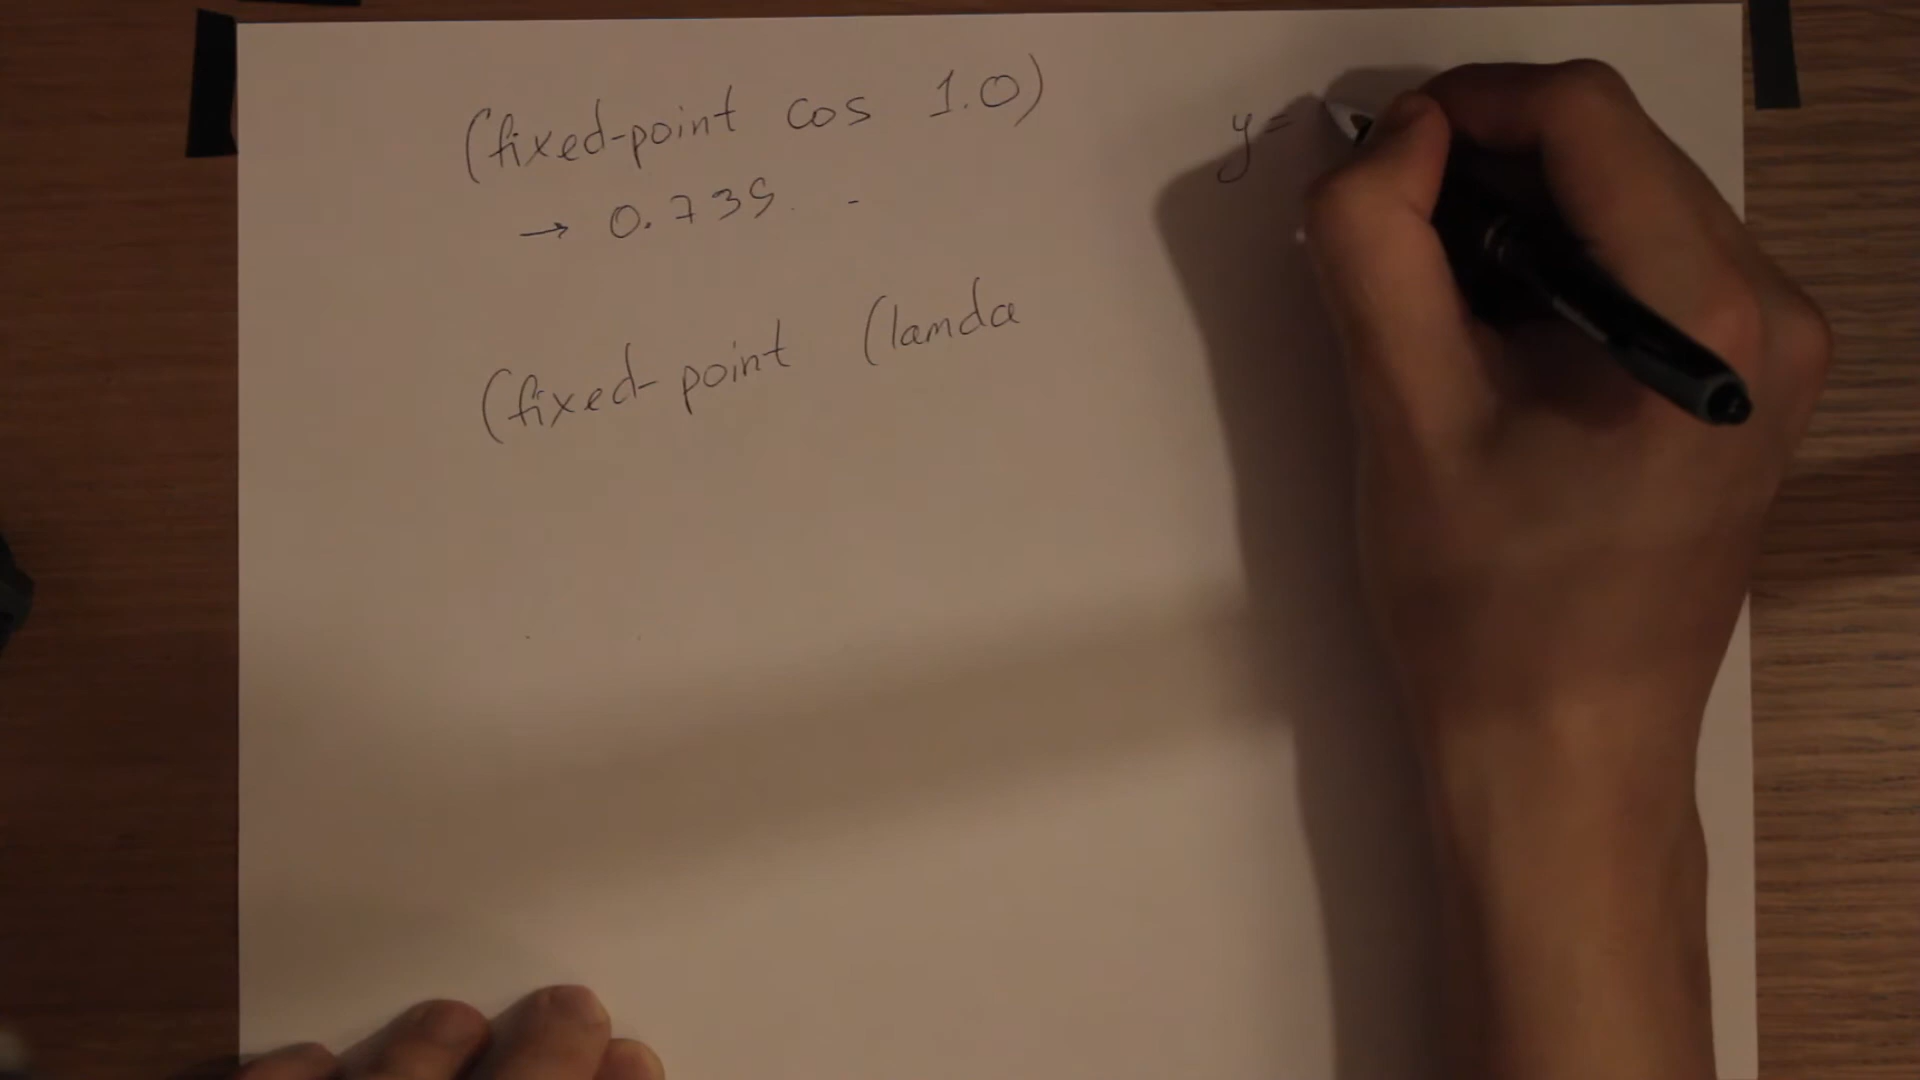 (fixed-point cos 1.0)
→ 0.739. -
(fixed-point (lamda
y=